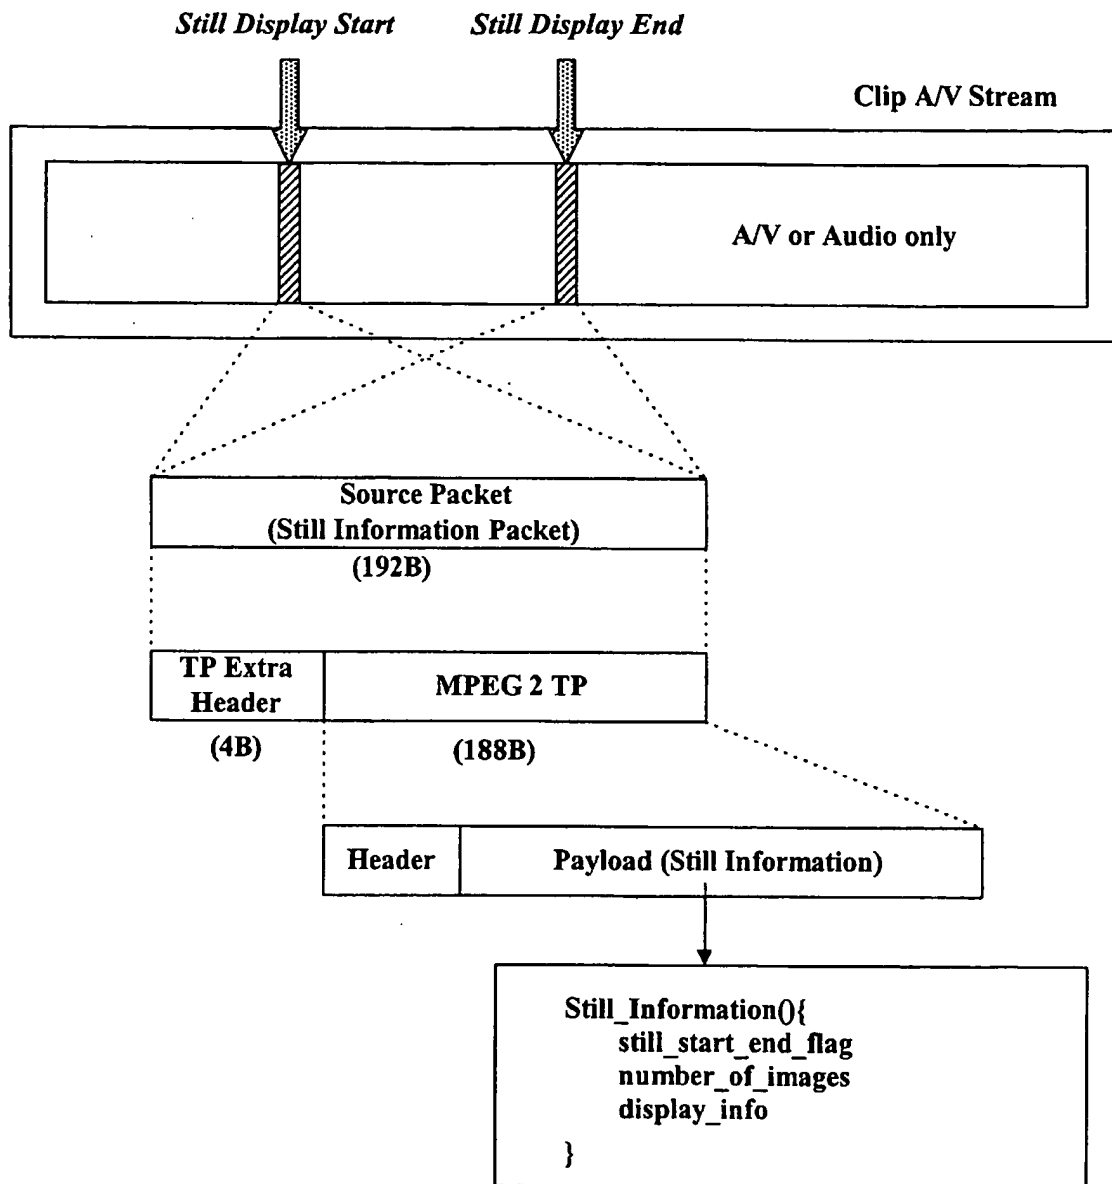 Still Display Start Still Display End
Clip A/V Stream
A/V or Audio only
Source Packet
(Still Information Packet)
(192B)
TP Extra
Header
MPEG 2 TP
(4B) (188B)
Header Payload (Still Information)
Still_Information(){
still_start_end_flag
number_of_images
display_info
}